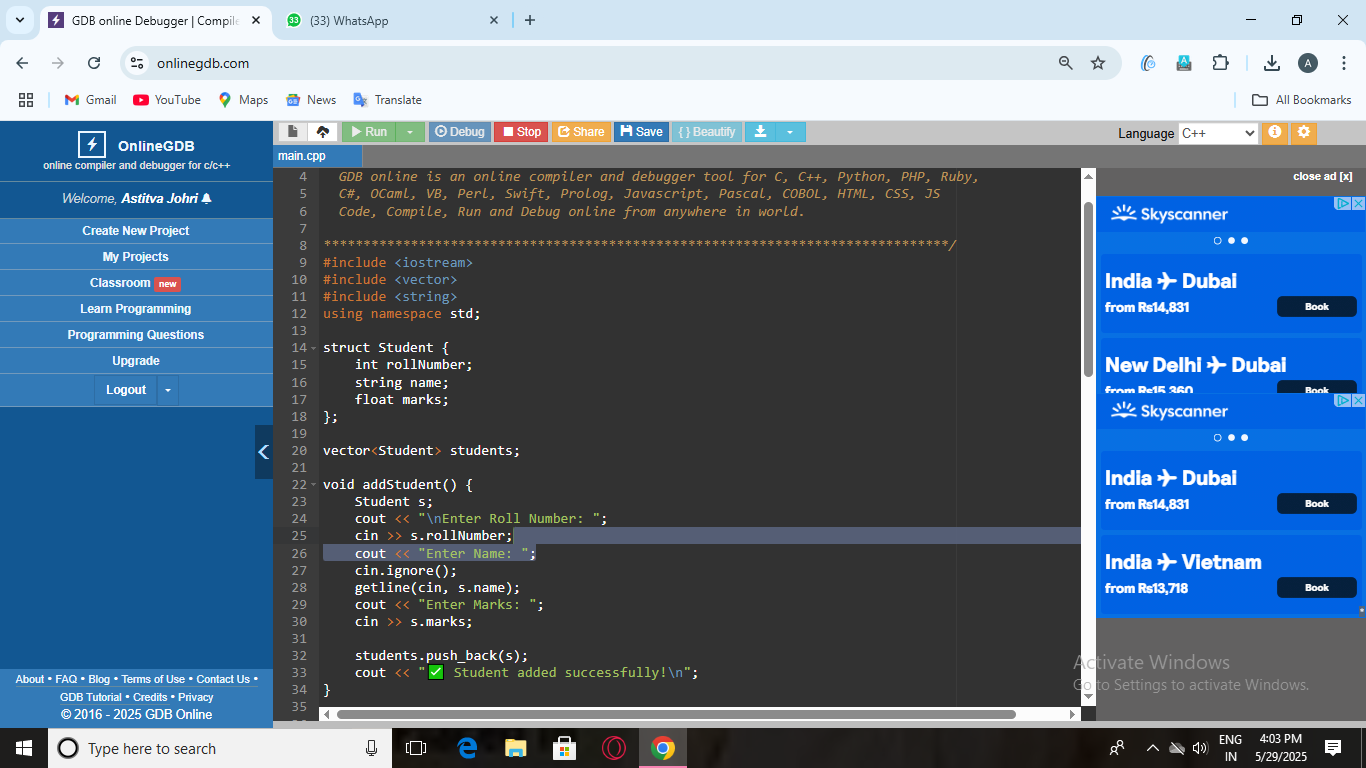 GDB online Debugger | Compile
(33) WhatsApp
onlinegdb.com
A
Gmail
YouTube
Maps
News
Translate
All Bookmarks
OnlineGDB
online compiler and debugger for c/c++
Welcome, Astitva Johri
Create New Project
My Projects
Classroom new
Learn Programming
Programming Questions
Upgrade
Logout
About • FAQ • Blog • Terms of Use • Contact Us •
GDB Tutorial • Credits • Privacy
© 2016 - 2025 GDB Online
Run
Debug
Stop
Share
Save
{ } Beautify
Language C++
main.cpp
4 GDB online is an online compiler and debugger tool for C, C++, Python, PHP, Ruby,
5 C#, OCaml, VB, Perl, Swift, Prolog, Javascript, Pascal, COBOL, HTML, CSS, JS
6 Code, Compile, Run and Debug online from anywhere in world.
7
8 *******************************************************************************/
9 #include <iostream>
10 #include <vector>
11 #include <string>
12 using namespace std;
13
14 struct Student {
15 int rollNumber;
16 string name;
17 float marks;
18 };
19
20 vector<Student> students;
21
22 void addStudent() {
23 Student s;
24 cout << "\nEnter Roll Number: ";
25 cin >> s.rollNumber;
26 cout << "Enter Name: ";
27 cin.ignore();
28 getline(cin, s.name);
29 cout << "Enter Marks: ";
30 cin >> s.marks;
31
32 students.push_back(s);
33 cout << "✅ Student added successfully!\n";
34 }
35
close ad [x]
Skyscanner
India ✈ Dubai
from Rs14,831
Book
New Delhi ✈ Dubai
from Rs15,360
Book
Skyscanner
India ✈ Dubai
from Rs14,831
Book
India ✈ Vietnam
from Rs13,718
Book
Activate Windows
Go to Settings to activate Windows.
Type here to search
ENG
IN
4:03 PM
5/29/2025